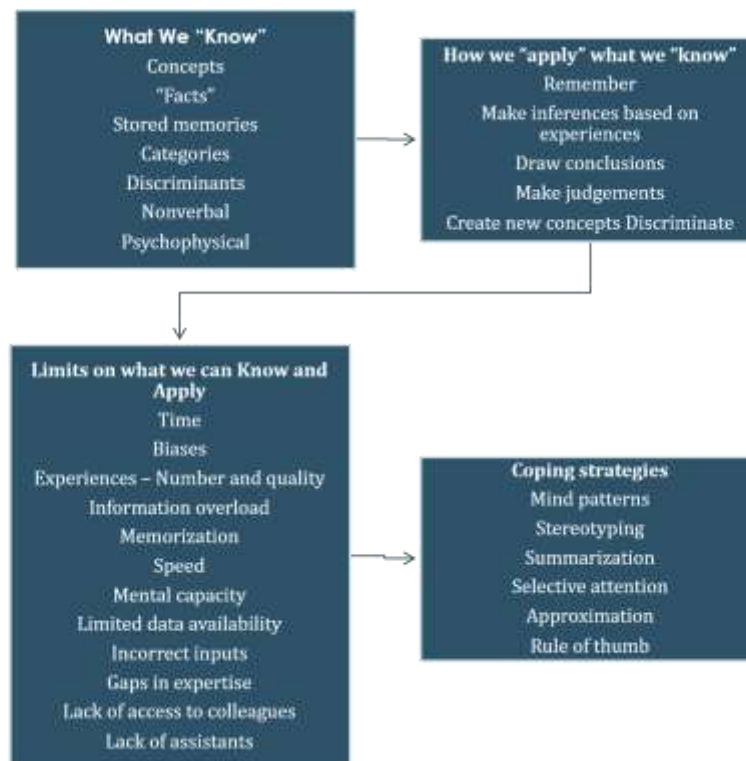 What We “Know”
Concepts
“Facts”
Stored memories
Categories
Discriminants
Nonverbal
Psychophysical
How we “apply” what we “know”
Remember
Make inferences based on
experiences
Draw conclusions
Make judgements
Create new concepts Discriminate
Limits on what we can Know and
Apply
Time
Biases
Experiences – Number and quality
Information overload
Memorization
Speed
Mental capacity
Limited data availability
Incorrect inputs
Gaps in expertise
Lack of access to colleagues
Lack of assistants
Coping strategies
Mind patterns
Stereotyping
Summarization
Selective attention
Approximation
Rule of thumb